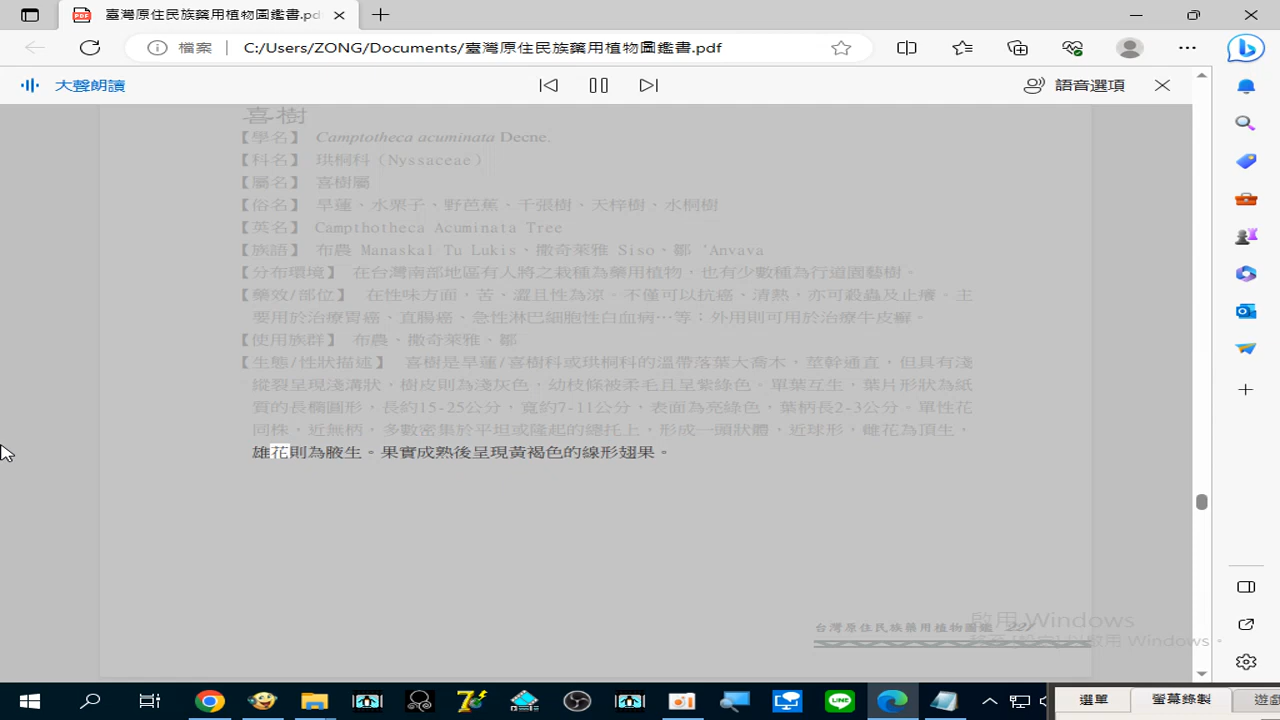 臺灣原住民族藥用植物圖鑑書.pd
檔案
C:/Users/ZONG/Documents/臺灣原住民族藥用植物圖鑑書.pdf
大聲朗讀
語音選項
喜樹
【學名】 Camptotheca acuminata Decne.
【科名】 珙桐科（Nyssaceae）
【屬名】 喜樹屬
【俗名】 旱蓮、水栗子、野芭蕉、千張樹、天梓樹、水桐樹
【英名】 Campthotheca Acuminata Tree
【族語】 布農 Manaskal Tu Lukis、撒奇萊雅 Siso、鄒 'Anvava
【分布環境】 在台灣南部地區有人將之栽種為藥用植物，也有少數種為行道園藝樹。
【藥效/部位】 在性味方面，苦、澀且性為涼。不僅可以抗癌、清熱，亦可殺蟲及止癢。主
要用於治療胃癌、直腸癌、急性淋巴細胞性白血病…等；外用則可用於治療牛皮癬。
【使用族群】 布農、撒奇萊雅、鄒
【生態/性狀描述】 喜樹是旱蓮/喜樹科或珙桐科的溫帶落葉大喬木，莖幹通直，但具有淺
縱裂呈現淺溝狀，樹皮則為淺灰色，幼枝條被柔毛且呈紫綠色。單葉互生，葉片形狀為紙
質的長橢圓形，長約15-25公分，寬約7-11公分，表面為亮綠色，葉柄長2-3公分。單性花
同株，近無柄，多數密集於平坦或隆起的總托上，形成一頭狀體，近球形，雌花為頂生，
雄花則為腋生。果實成熟後呈現黃褐色的線形翅果。
台灣原住民族藥用植物圖鑑 221
啟用 Windows
移至 [設定] 以啟用 Windows。
選單
螢幕錄製
遊戲